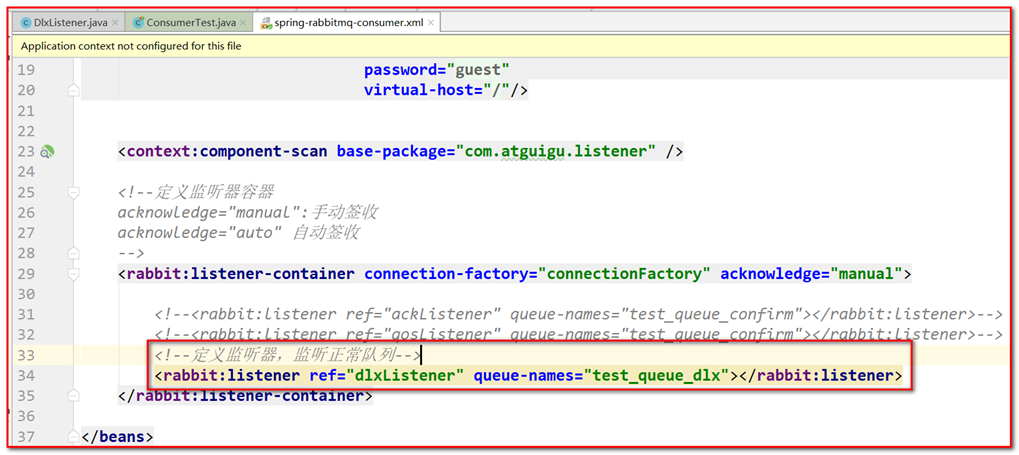 DlxListener.java × ConsumerTest.java × spring-rabbitmq-consumer.xml ×
Application context not configured for this file
19 password="guest"
20 virtual-host="/"/>
21
22
23 <context:component-scan base-package="com.atguigu.listener" />
24
25 <!--定义监听器容器
26 acknowledge="manual":手动签收
27 acknowledge="auto" 自动签收
28 -->
29 <rabbit:listener-container connection-factory="connectionFactory" acknowledge="manual">
30
31 <!--<rabbit:listener ref="ackListener" queue-names="test_queue_confirm"></rabbit:listener>-->
32 <!--<rabbit:listener ref="qosListener" queue-names="test_queue_confirm"></rabbit:listener>-->
33 <!--定义监听器，监听正常队列-->
34 <rabbit:listener ref="dlxListener" queue-names="test_queue_dlx"></rabbit:listener>
35 </rabbit:listener-container>
36
37 </beans>